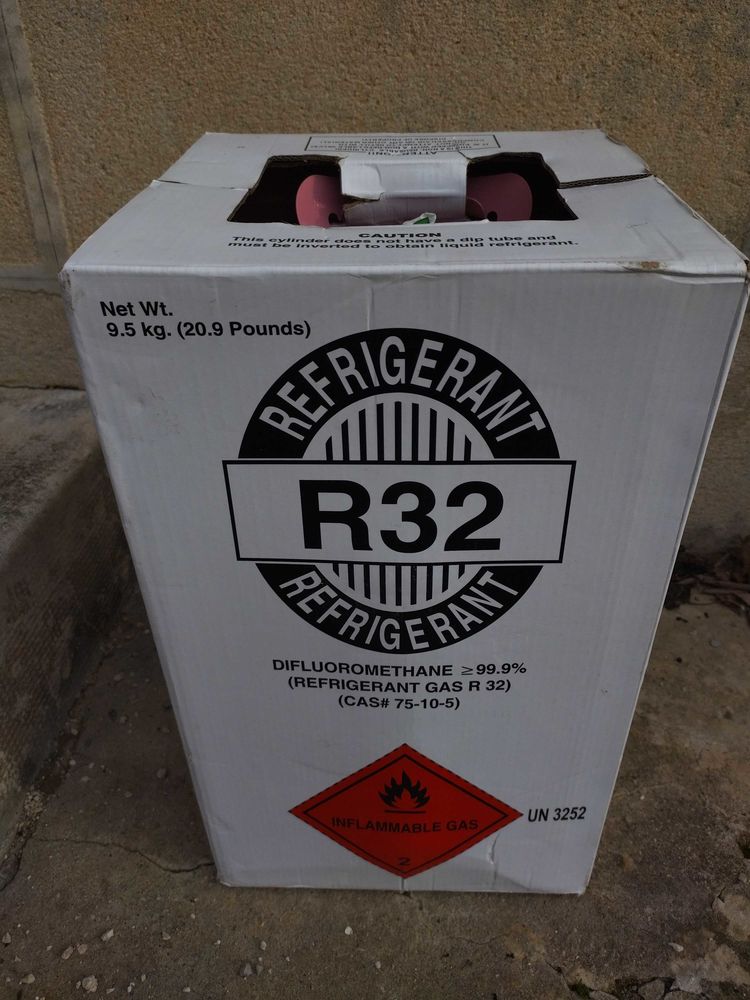 ATTENTION!!
CAUTION
This cylinder does not have a dip tube and
must be inverted to obtain liquid refrigerant.
Net Wt.
9.5 kg. (20.9 Pounds)
REFRIGERANT
R32
REFRIGERANT
DIFLUOROMETHANE ≥99.9%
(REFRIGERANT GAS R 32)
(CAS# 75-10-5)
INFLAMMABLE GAS
2
UN 3252